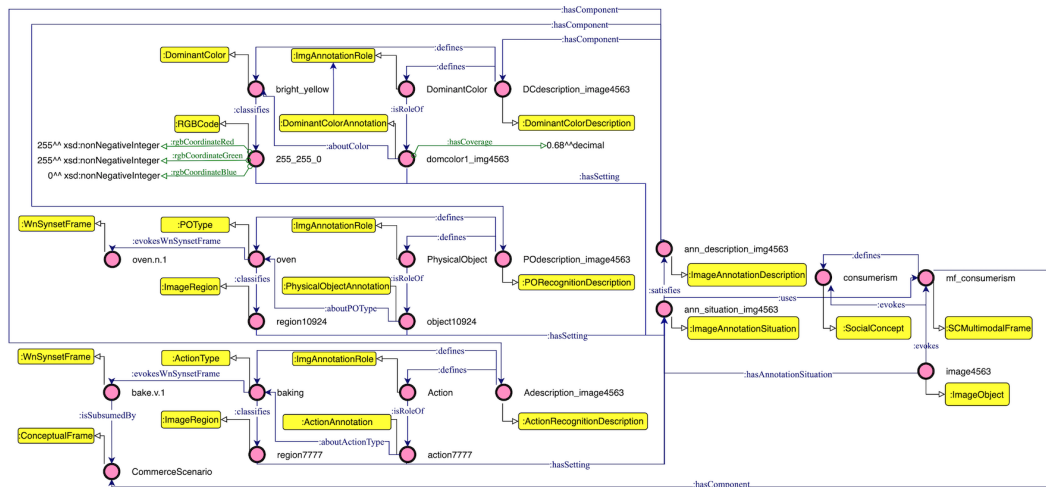 :hasComponent
:hasComponent
:hasComponent
:defines
:DominantColor
:ImgAnnotationRole
:defines
bright_yellow
DominantColor
DCdescription_image4563
:classifies
:isRoleOf
:RGBCode
:DominantColorAnnotation
:DominantColorDescription
255^^ xsd:nonNegativeInteger
:rgbCoordinateRed
:aboutColor
:hasCoverage
0.68^^decimal
255^^ xsd:nonNegativeInteger
:rgbCoordinateGreen
255_255_0
domcolor1_img4563
0^^ xsd:nonNegativeInteger
:rgbCoordinateBlue
:hasSetting
:defines
:WnSynsetFrame
:POType
:ImgAnnotationRole
:evokesWnSynsetFrame
:defines
ann_description_img4563
oven.n.1
oven
PhysicalObject
POdescription_image4563
:defines
:classifies
:isRoleOf
:ImageAnnotationDescription
consumerism
mf_consumerism
:ImageRegion
:PhysicalObjectAnnotation
:PORecognitionDescription
:satisfies
:uses
:aboutPOType
ann_situation_img4563
:evokes
region10924
object10924
:ImageAnnotationSituation
:SocialConcept
:SCMultimodalFrame
:hasSetting
:evokes
:defines
:WnSynsetFrame
:ActionType
:ImgAnnotationRole
:evokesWnSynsetFrame
:defines
:hasAnnotationSituation
image4563
bake.v.1
baking
Action
Adescription_image4563
:ImageObject
:isSubsumedBy
:classifies
:isRoleOf
:ImageRegion
:ActionAnnotation
:ActionRecognitionDescription
:ConceptualFrame
:aboutActionType
region7777
action7777
:hasSetting
CommerceScenario
:hasComponent